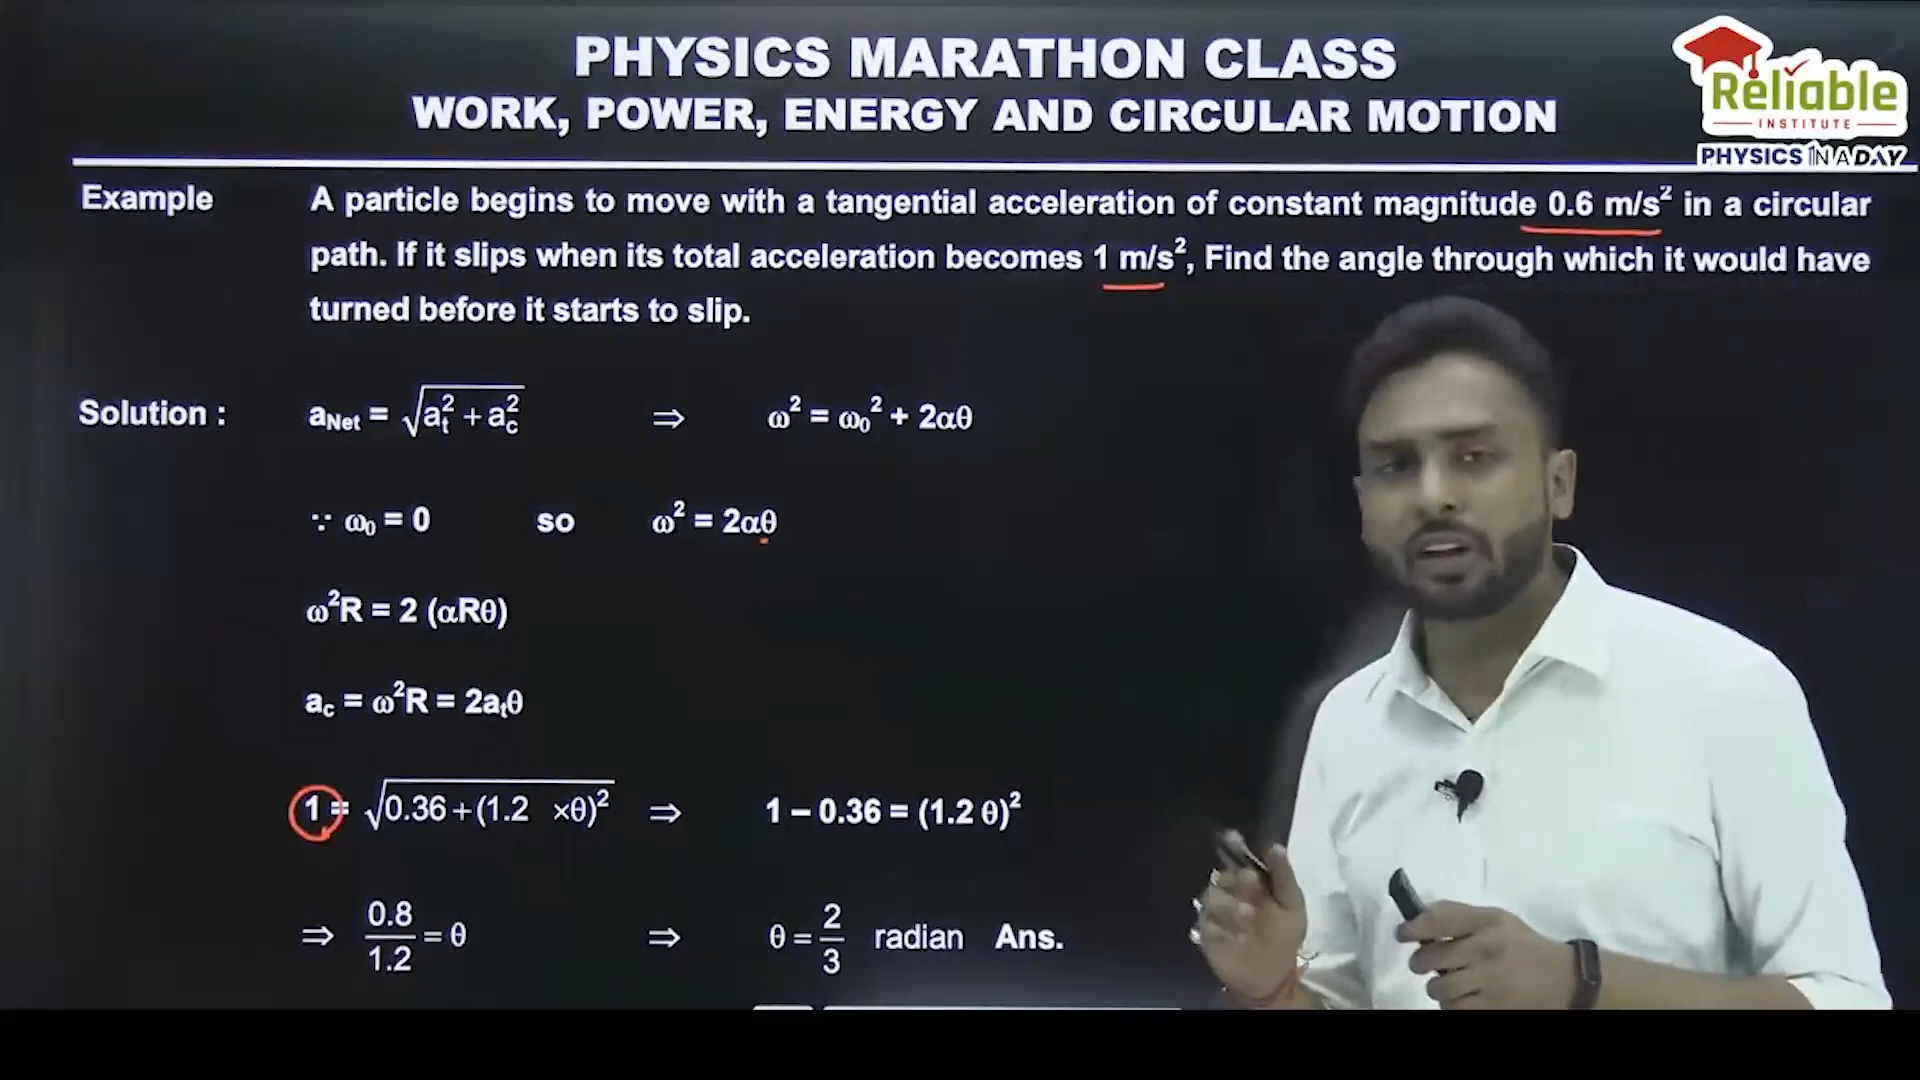 PHYSICS MARATHON CLASS
WORK, POWER, ENERGY AND CIRCULAR MOTION
Reliable
INSTITUTE
PHYSICS IN A DAY
Example A particle begins to move with a tangential acceleration of constant magnitude 0.6 m/s² in a circular
path. If it slips when its total acceleration becomes 1 m/s², Find the angle through which it would have
turned before it starts to slip.
Solution : a_Net = √(a_t² + a_c²) ⇒ ω² = ω₀² + 2αθ
∵ ω₀ = 0 so ω² = 2αθ
ω²R = 2 (αRθ)
a_c = ω²R = 2a_tθ
1 = √(0.36 + (1.2 ×θ)²) ⇒ 1 – 0.36 = (1.2 θ)²
⇒ 0.8/1.2 = θ ⇒ θ = 2/3 radian Ans.